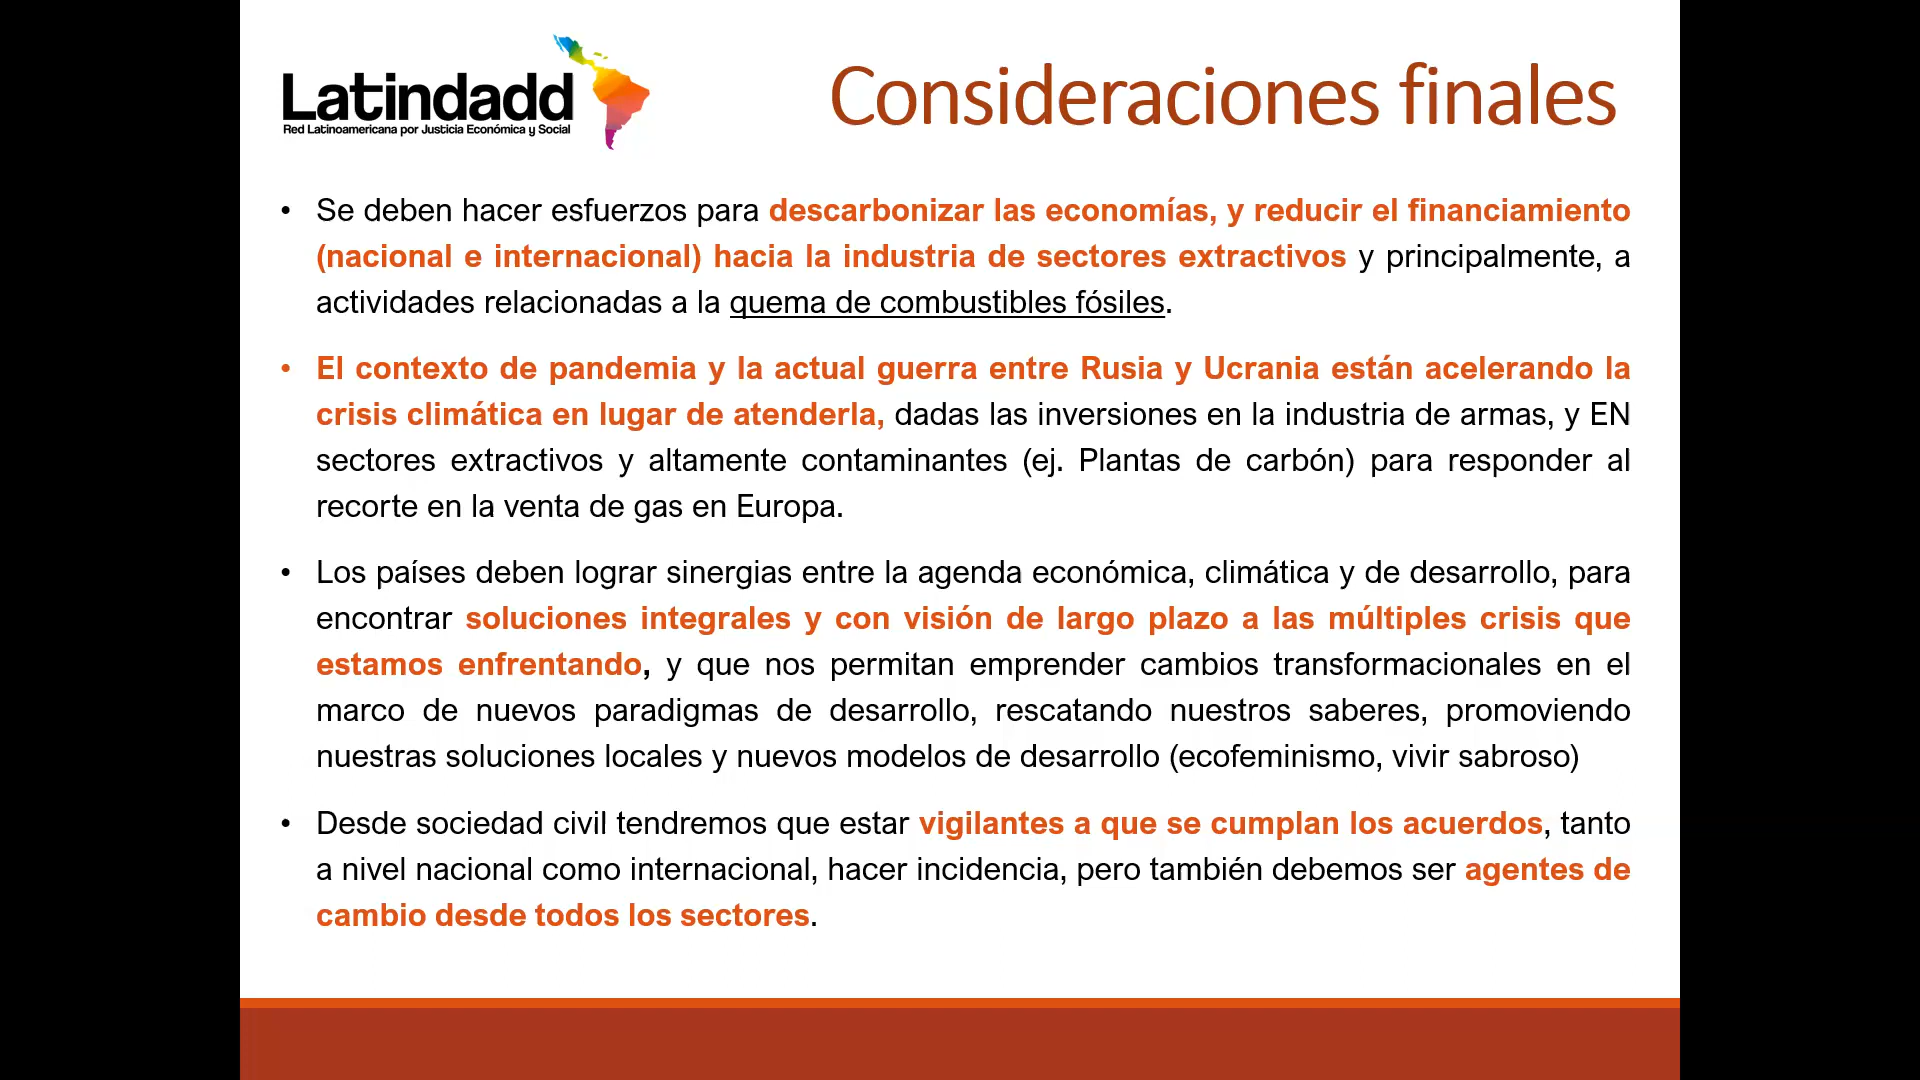 Latindadd
Red Latinoamericana por Justicia Económica y Social
Consideraciones finales
• Se deben hacer esfuerzos para descarbonizar las economías, y reducir el financiamiento
(nacional e internacional) hacia la industria de sectores extractivos y principalmente, a
actividades relacionadas a la quema de combustibles fósiles.
• El contexto de pandemia y la actual guerra entre Rusia y Ucrania están acelerando la
crisis climática en lugar de atenderla, dadas las inversiones en la industria de armas, y EN
sectores extractivos y altamente contaminantes (ej. Plantas de carbón) para responder al
recorte en la venta de gas en Europa.
• Los países deben lograr sinergias entre la agenda económica, climática y de desarrollo, para
encontrar soluciones integrales y con visión de largo plazo a las múltiples crisis que
estamos enfrentando, y que nos permitan emprender cambios transformacionales en el
marco de nuevos paradigmas de desarrollo, rescatando nuestros saberes, promoviendo
nuestras soluciones locales y nuevos modelos de desarrollo (ecofeminismo, vivir sabroso)
• Desde sociedad civil tendremos que estar vigilantes a que se cumplan los acuerdos, tanto
a nivel nacional como internacional, hacer incidencia, pero también debemos ser agentes de
cambio desde todos los sectores.